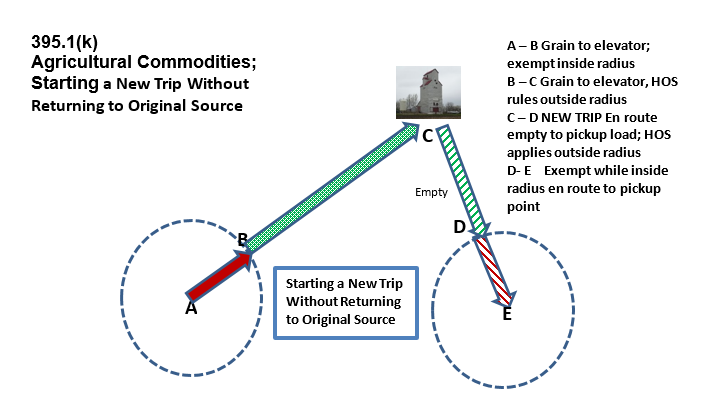 395.1(k)
Agricultural Commodities;
Starting a New Trip Without
Returning to Original Source
A – B Grain to elevator;
exempt inside radius
B – C Grain to elevator, HOS
rules outside radius
C – D NEW TRIP En route
empty to pickup load; HOS
applies outside radius
D- E Exempt while inside
radius en route to pickup
point
C
Empty
D
B
A
Starting a New Trip
Without Returning
to Original Source
E